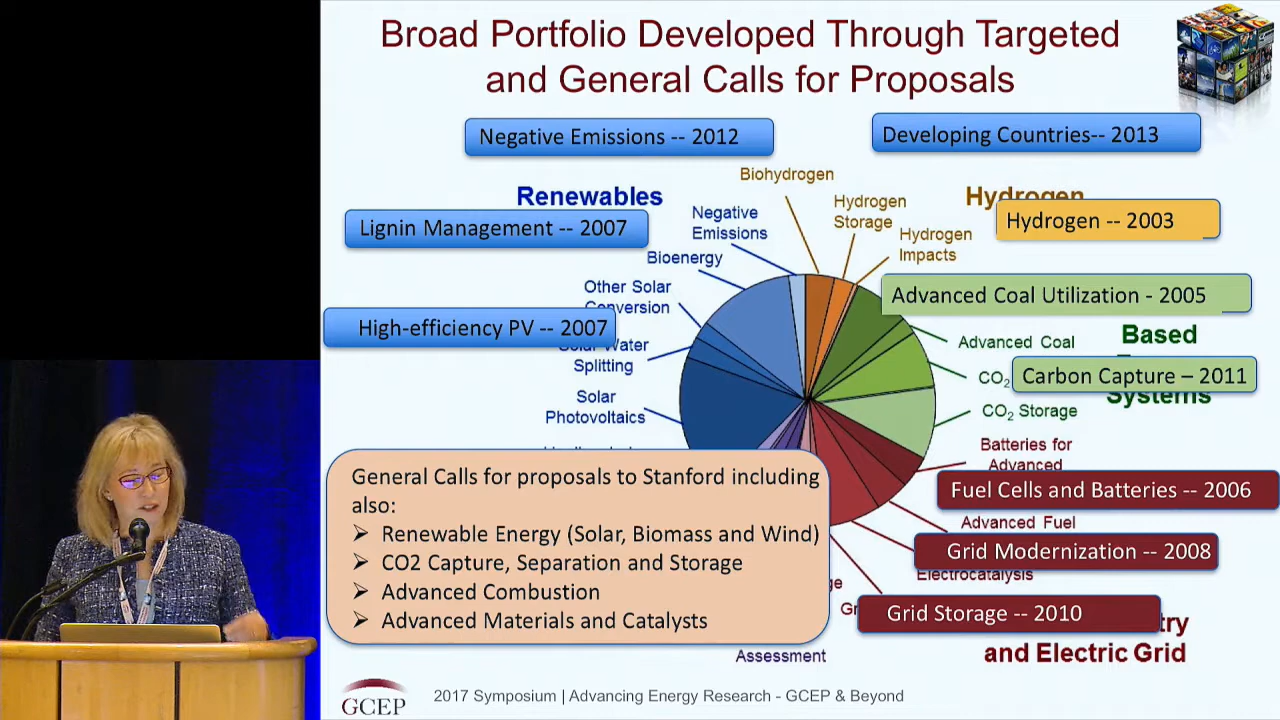 Broad Portfolio Developed Through Targeted
and General Calls for Proposals
Negative Emissions -- 2012
Developing Countries-- 2013
Biohydrogen
Renewables
Hydrogen
Negative
Emissions
Hydrogen
Storage
Hydrogen -- 2003
Lignin Management -- 2007
Hydrogen
Impacts
Bioenergy
Other Solar
Conversion
Advanced Coal Utilization - 2005
High-efficiency PV -- 2007
Solar Water
Splitting
Advanced Coal
Based
CO2
Carbon Capture – 2011
Systems
Solar
Photovoltaics
CO2 Storage
Batteries for
Advanced
General Calls for proposals to Stanford including
also:
➢ Renewable Energy (Solar, Biomass and Wind)
➢ CO2 Capture, Separation and Storage
➢ Advanced Combustion
➢ Advanced Materials and Catalysts
Fuel Cells and Batteries -- 2006
Advanced Fuel
Grid Modernization -- 2008
Electrocatalysis
Grid Storage -- 2010
and Electric Grid
Assessment
GCEP
2017 Symposium | Advancing Energy Research - GCEP & Beyond